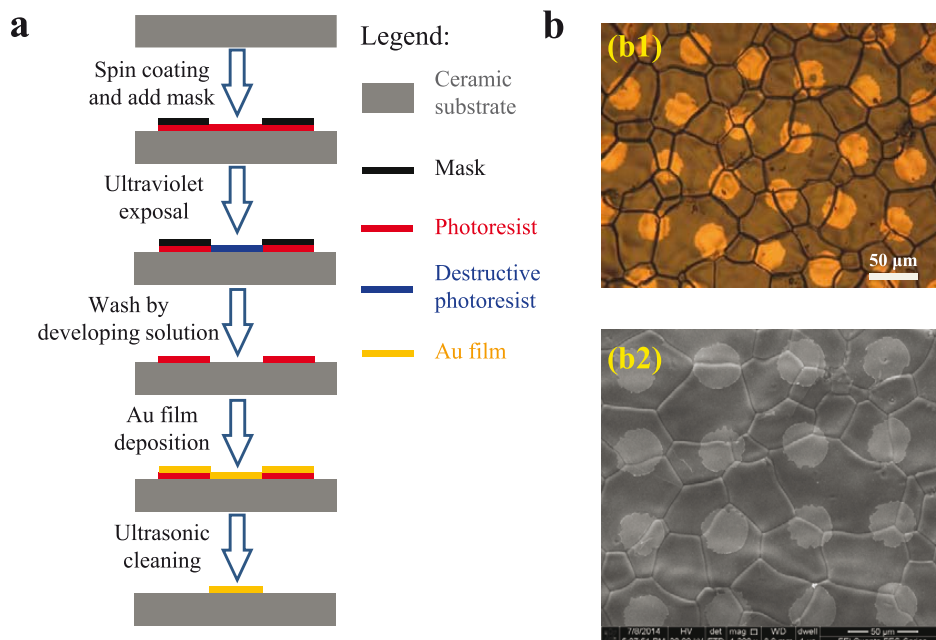 a
Spin coating
and add mask
Ultraviolet
exposal
Wash by
developing solution
Au film
deposition
Ultrasonic
cleaning
Legend:
Ceramic
substrate
Mask
Photoresist
Destructive
photoresist
Au film
b
(b1)
50 μm
(b2)
7/8/2014 HV det mag WD dwell
50 µm